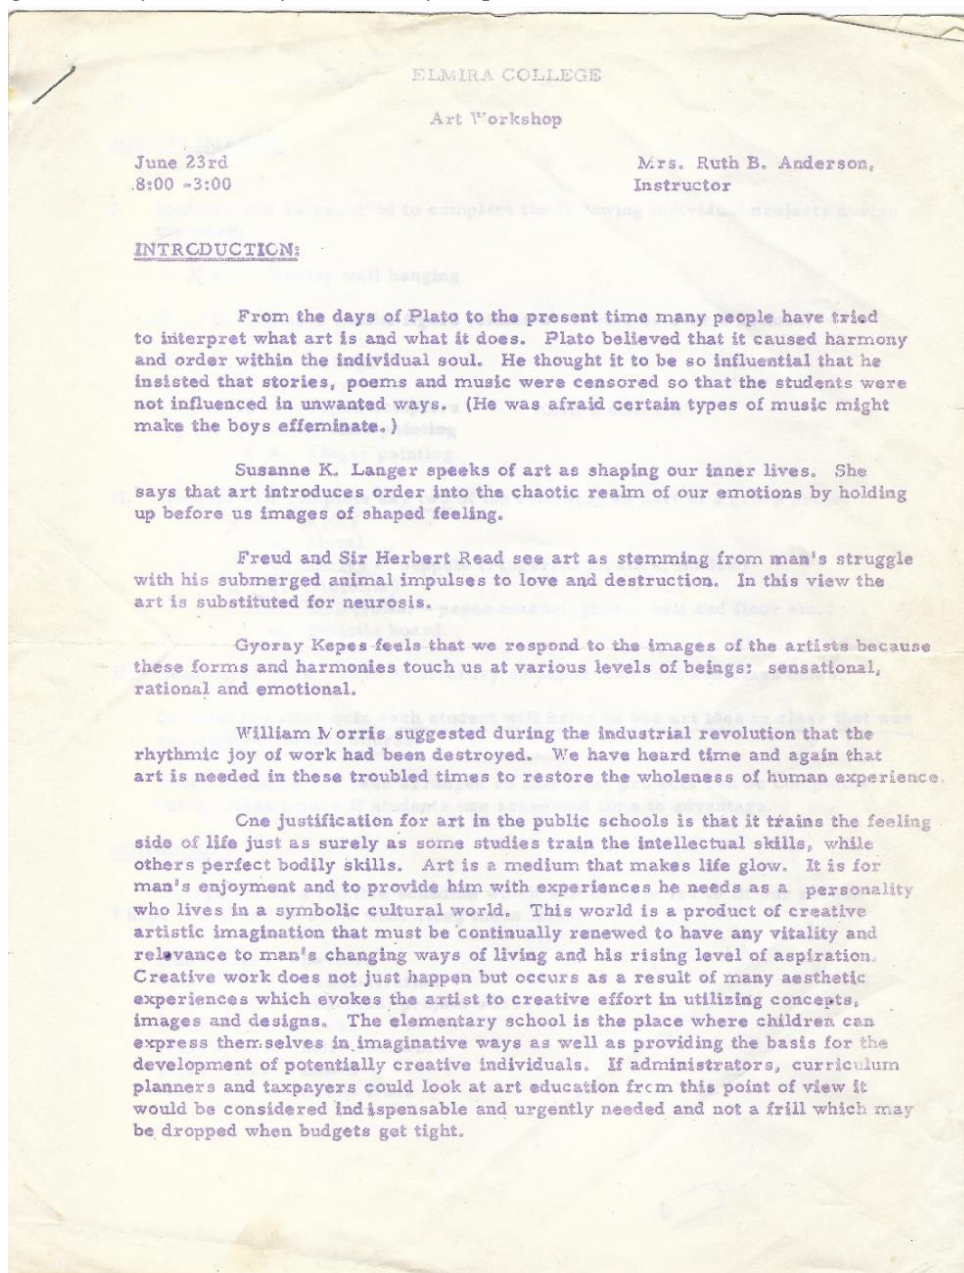 ELMIRA COLLEGE
Art Workshop
June 23rd
8:00 -3:00
Mrs. Ruth B. Anderson,
Instructor
INTRODUCTION:
From the days of Plato to the present time many people have tried
to interpret what art is and what it does. Plato believed that it caused harmony
and order within the individual soul. He thought it to be so influential that he
insisted that stories, poems and music were censored so that the students were
not influenced in unwanted ways. (He was afraid certain types of music might
make the boys effeminate.)
Susanne K. Langer speeks of art as shaping our inner lives. She
says that art introduces order into the chaotic realm of our emotions by holding
up before us images of shaped feeling.
Freud and Sir Herbert Read see art as stemming from man's struggle
with his submerged animal impulses to love and destruction. In this view the
art is substituted for neurosis.
Gyoray Kepes feels that we respond to the images of the artists because
these forms and harmonies touch us at various levels of beings: sensational,
rational and emotional.
William Morris suggested during the industrial revolution that the
rhythmic joy of work had been destroyed. We have heard time and again that
art is needed in these troubled times to restore the wholeness of human experience.
One justification for art in the public schools is that it trains the feeling
side of life just as surely as some studies train the intellectual skills, while
others perfect bodily skills. Art is a medium that makes life glow. It is for
man's enjoyment and to provide him with experiences he needs as a personality
who lives in a symbolic cultural world. This world is a product of creative
artistic imagination that must be continually renewed to have any vitality and
relevance to man's changing ways of living and his rising level of aspiration.
Creative work does not just happen but occurs as a result of many aesthetic
experiences which evokes the artist to creative effort in utilizing concepts,
images and designs. The elementary school is the place where children can
express themselves in imaginative ways as well as providing the basis for the
development of potentially creative individuals. If administrators, curriculum
planners and taxpayers could look at art education from this point of view it
would be considered indispensable and urgently needed and not a frill which may
be dropped when budgets get tight.